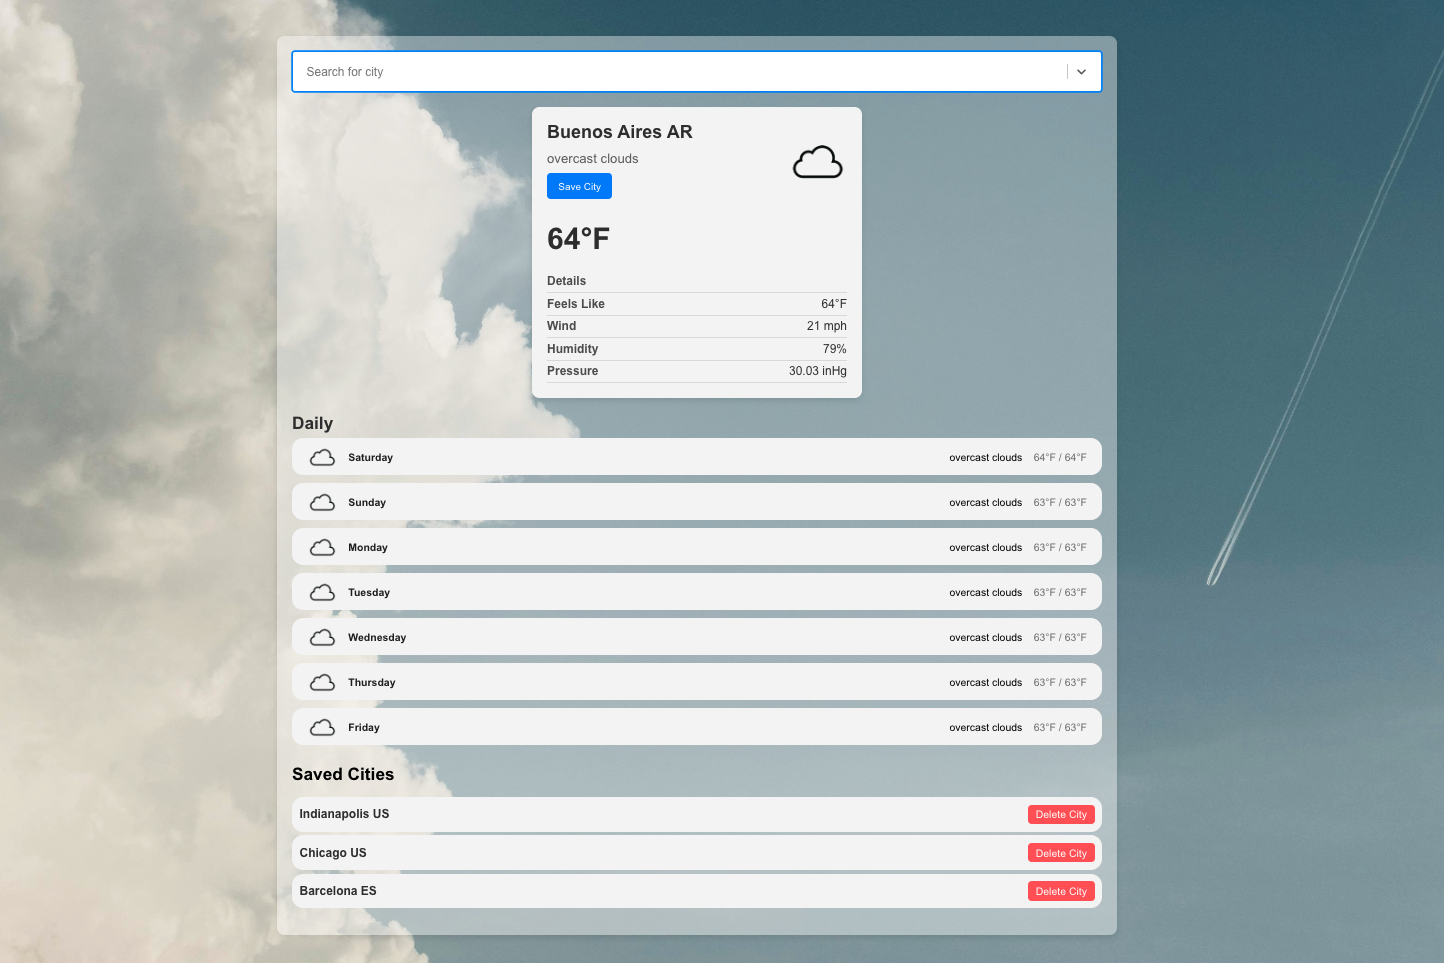 Search for city
Buenos Aires AR
overcast clouds
Save City
64°F
Details
Feels Like 64°F
Wind 21 mph
Humidity 79%
Pressure 30.03 inHg
Daily
Saturday overcast clouds 64°F / 64°F
Sunday overcast clouds 63°F / 63°F
Monday overcast clouds 63°F / 63°F
Tuesday overcast clouds 63°F / 63°F
Wednesday overcast clouds 63°F / 63°F
Thursday overcast clouds 63°F / 63°F
Friday overcast clouds 63°F / 63°F
Saved Cities
Indianapolis US Delete City
Chicago US Delete City
Barcelona ES Delete City